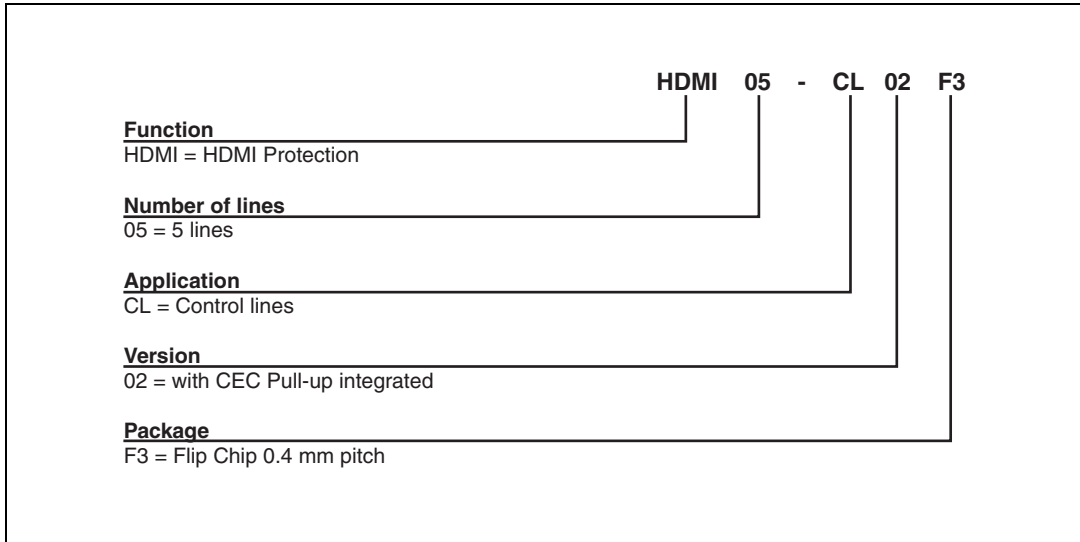 HDMI 05 - CL 02 F3
Function
HDMI = HDMI Protection
Number of lines
05 = 5 lines
Application
CL = Control lines
Version
02 = with CEC Pull-up integrated
Package
F3 = Flip Chip 0.4 mm pitch